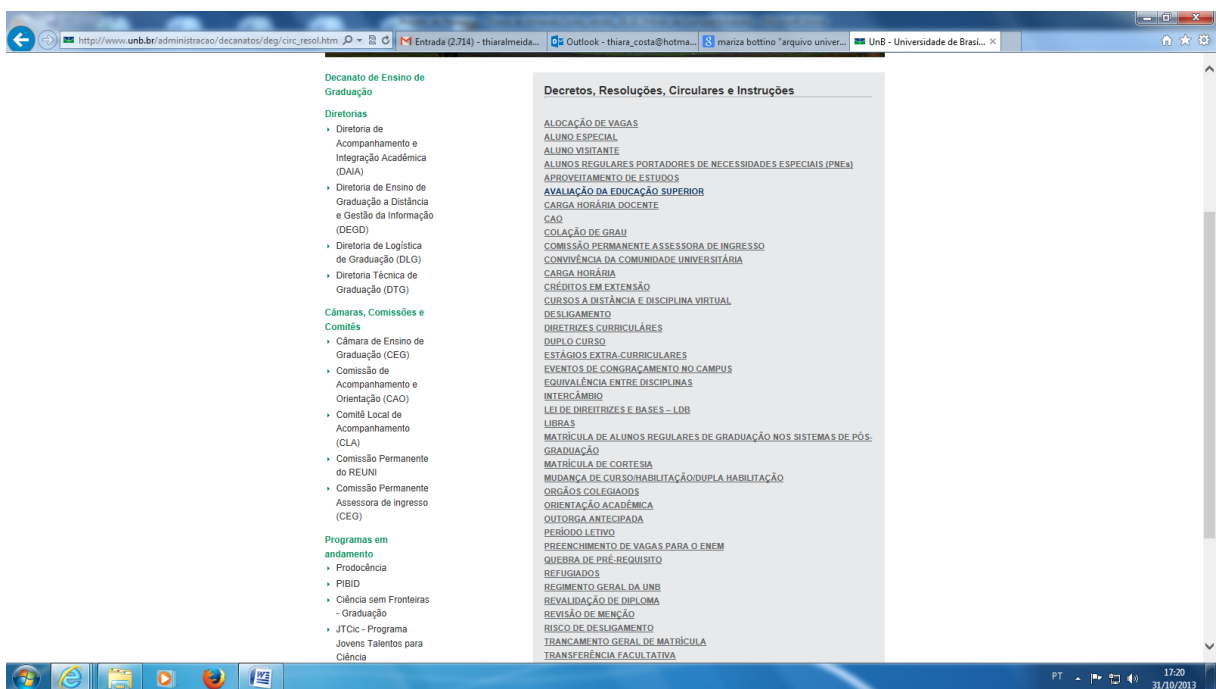 http://www.unb.br/administracao/decanatos/deg/circ_resol.htm
Entrada (2.714) - thiaralmeida...
Outlook - thiara_costa@hotma...
mariza bottino "arquivo univer...
UnB - Universidade de Brasí...
Decanato de Ensino de
Graduação
Diretorias
Diretoria de
Acompanhamento e
Integração Acadêmica
(DAIA)
Diretoria de Ensino de
Graduação a Distância
e Gestão da Informação
(DEGD)
Diretoria de Logística
de Graduação (DLG)
Diretoria Técnica de
Graduação (DTG)
Câmaras, Comissões e
Comitês
Câmara de Ensino de
Graduação (CEG)
Comissão de
Acompanhamento e
Orientação (CAO)
Comitê Local de
Acompanhamento
(CLA)
Comissão Permanente
do REUNI
Comissão Permanente
Assessora de ingresso
(CEG)
Programas em
andamento
Prodocência
PIBID
Ciência sem Fronteiras
- Graduação
JTCic - Programa
Jovens Talentos para
Ciência
Decretos, Resoluções, Circulares e Instruções
ALOCAÇÃO DE VAGAS
ALUNO ESPECIAL
ALUNO VISITANTE
ALUNOS REGULARES PORTADORES DE NECESSIDADES ESPECIAIS (PNEs)
APROVEITAMENTO DE ESTUDOS
AVALIAÇÃO DA EDUCAÇÃO SUPERIOR
CARGA HORÁRIA DOCENTE
CAO
COLAÇÃO DE GRAU
COMISSÃO PERMANENTE ASSESSORA DE INGRESSO
CONVIVÊNCIA DA COMUNIDADE UNIVERSITÁRIA
CARGA HORÁRIA
CRÉDITOS EM EXTENSÃO
CURSOS A DISTÂNCIA E DISCIPLINA VIRTUAL
DESLIGAMENTO
DIRETRIZES CURRICULÁRES
DUPLO CURSO
ESTÁGIOS EXTRA-CURRICULARES
EVENTOS DE CONGRAÇAMENTO NO CAMPUS
EQUIVALÊNCIA ENTRE DISCIPLINAS
INTERCÂMBIO
LEI DE DIREITRIZES E BASES – LDB
LIBRAS
MATRÍCULA DE ALUNOS REGULARES DE GRADUAÇÃO NOS SISTEMAS DE PÓS-
GRADUAÇÃO
MATRÍCULA DE CORTESIA
MUDANÇA DE CURSO/HABILITAÇÃO/DUPLA HABILITAÇÃO
ORGÃOS COLEGIAODS
ORIENTAÇÃO ACADÊMICA
OUTORGA ANTECIPADA
PERÍODO LETIVO
PREENCHIMENTO DE VAGAS PARA O ENEM
QUEBRA DE PRÉ-REQUISITO
REFUGIADOS
REGIMENTO GERAL DA UNB
REVALIDAÇÃO DE DIPLOMA
REVISÃO DE MENÇÃO
RISCO DE DESLIGAMENTO
TRANCAMENTO GERAL DE MATRÍCULA
TRANSFERÊNCIA FACULTATIVA
PT
17:20
31/10/2013